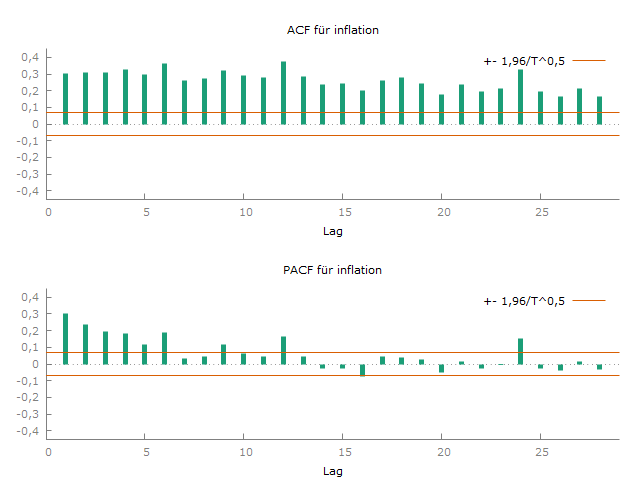 ACF für inflation
+- 1,96/T^0,5
0,4
0,3
0,2
0,1
0
-0,1
-0,2
-0,3
-0,4
0 5 10 15 20 25
Lag
PACF für inflation
+- 1,96/T^0,5
0,4
0,3
0,2
0,1
0
-0,1
-0,2
-0,3
-0,4
0 5 10 15 20 25
Lag